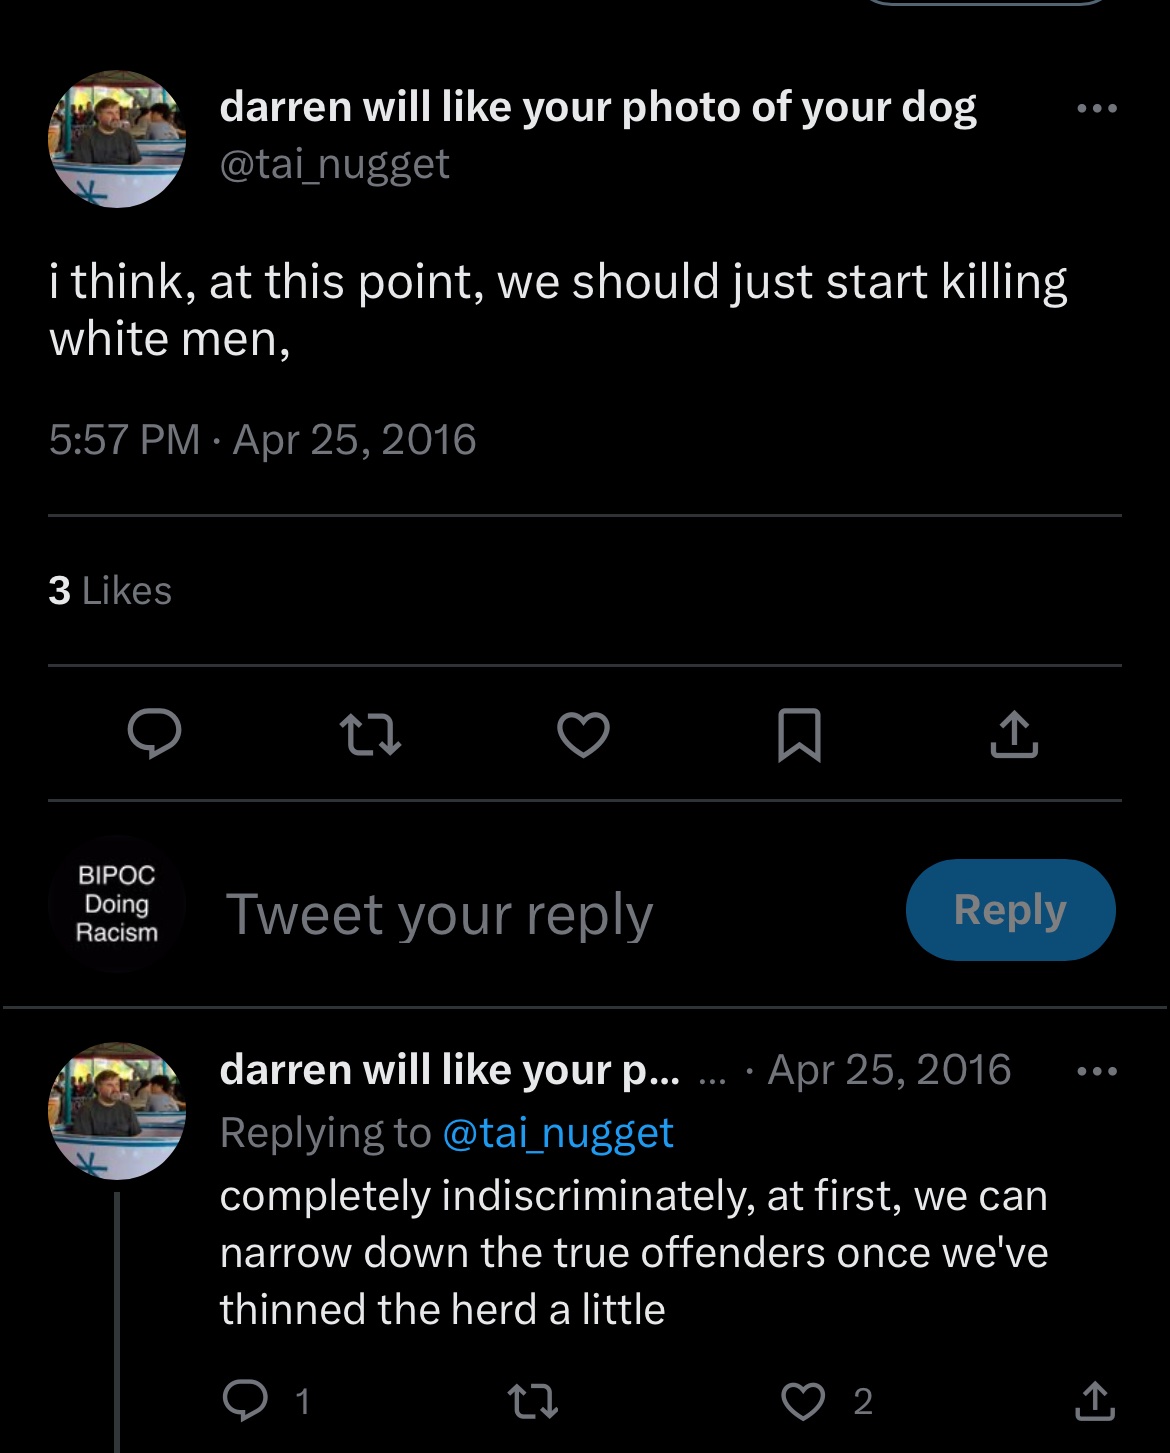 darren will like your photo of your dog
@tai_nugget
i think, at this point, we should just start killing
white men,
5:57 PM · Apr 25, 2016
3 Likes
BIPOC
Doing
Racism
Tweet your reply
Reply
darren will like your p... ... · Apr 25, 2016
Replying to @tai_nugget
completely indiscriminately, at first, we can
narrow down the true offenders once we've
thinned the herd a little
1
2